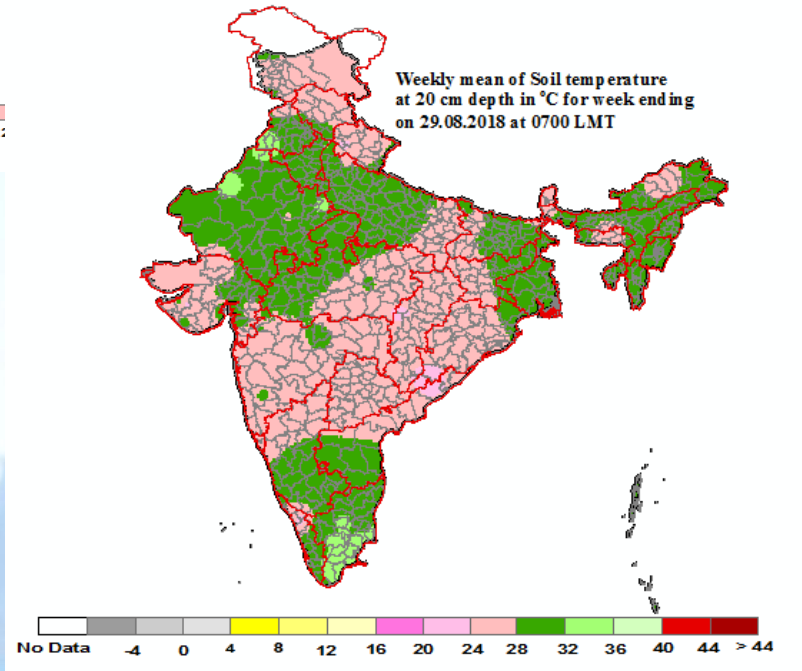 Weekly mean of Soil temperature
at 20 cm depth in °C for week ending
on 29.08.2018 at 0700 LMT
No Data -4 0 4 8 12 16 20 24 28 32 36 40 44 > 44